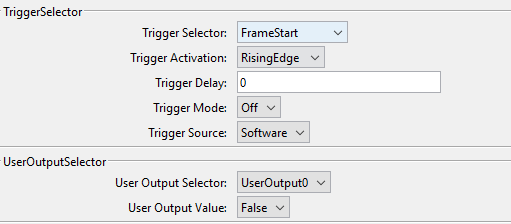 TriggerSelector
Trigger Selector: FrameStart
Trigger Activation: RisingEdge
Trigger Delay: 0
Trigger Mode: Off
Trigger Source: Software
UserOutputSelector
User Output Selector: UserOutput0
User Output Value: False